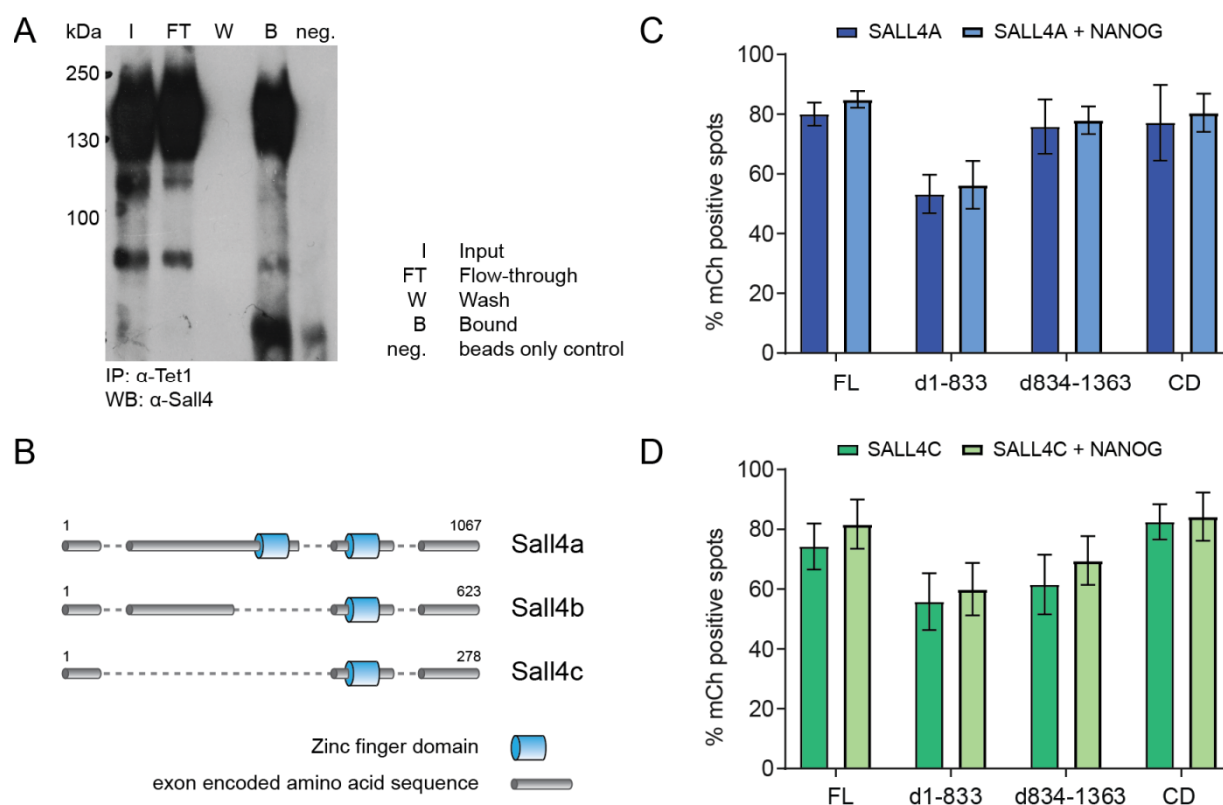 A
kDa I FT W B neg.
250
130
100
I Input
FT Flow-through
W Wash
B Bound
neg. beads only control
IP: α-Tet1
WB: α-Sall4
B
1 1067
Sall4a
1 623
Sall4b
1 278
Sall4c
Zinc finger domain
exon encoded amino acid sequence
C
SALL4A SALL4A + NANOG
% mCh positive spots
100
80
60
40
20
0
FL d1-833 d834-1363 CD
D
SALL4C SALL4C + NANOG
% mCh positive spots
100
80
60
40
20
0
FL d1-833 d834-1363 CD